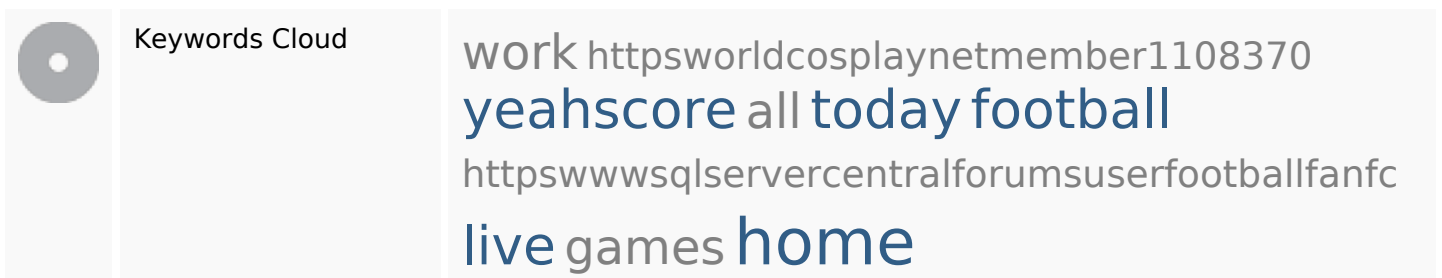 Keywords Cloud
work httpsworldcosplaynetmember1108370
yeahscore all today football
httpswwwsqlservercentralforumsuserfootballfanfc
live games home